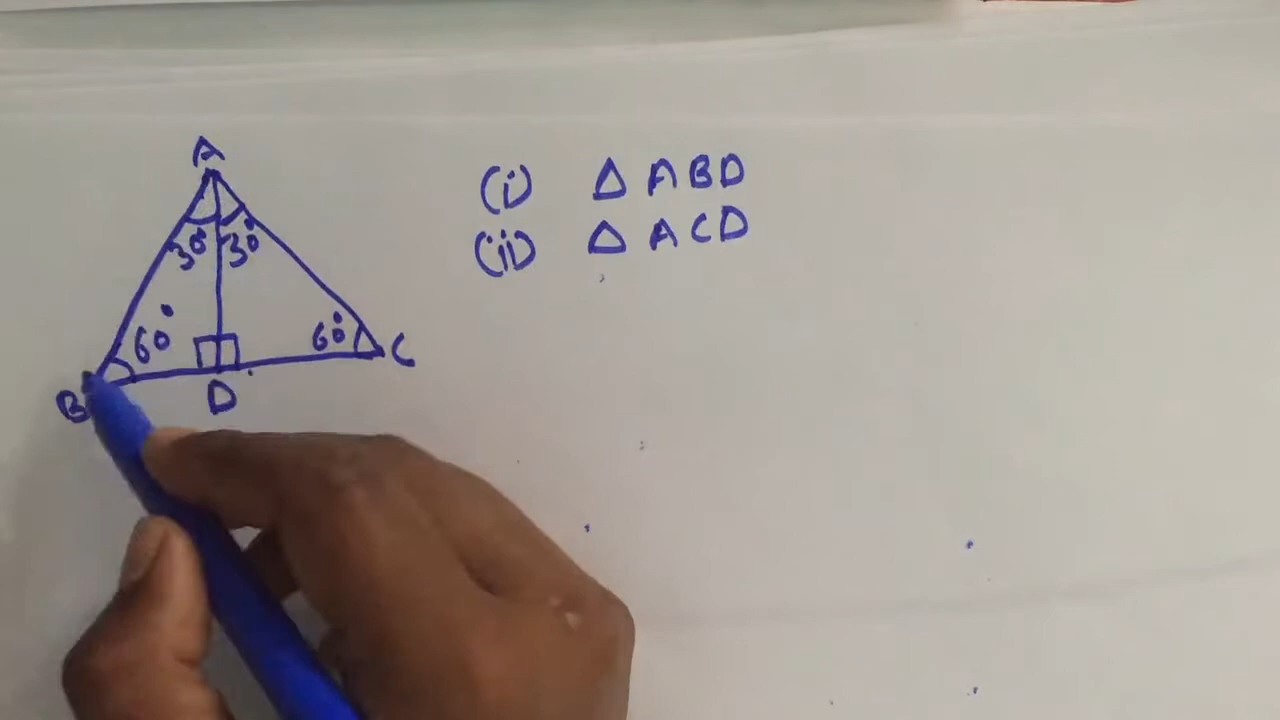 A
(i) △ ABD
(ii) △ ACD
30° 30°
60° 60°
C
B D